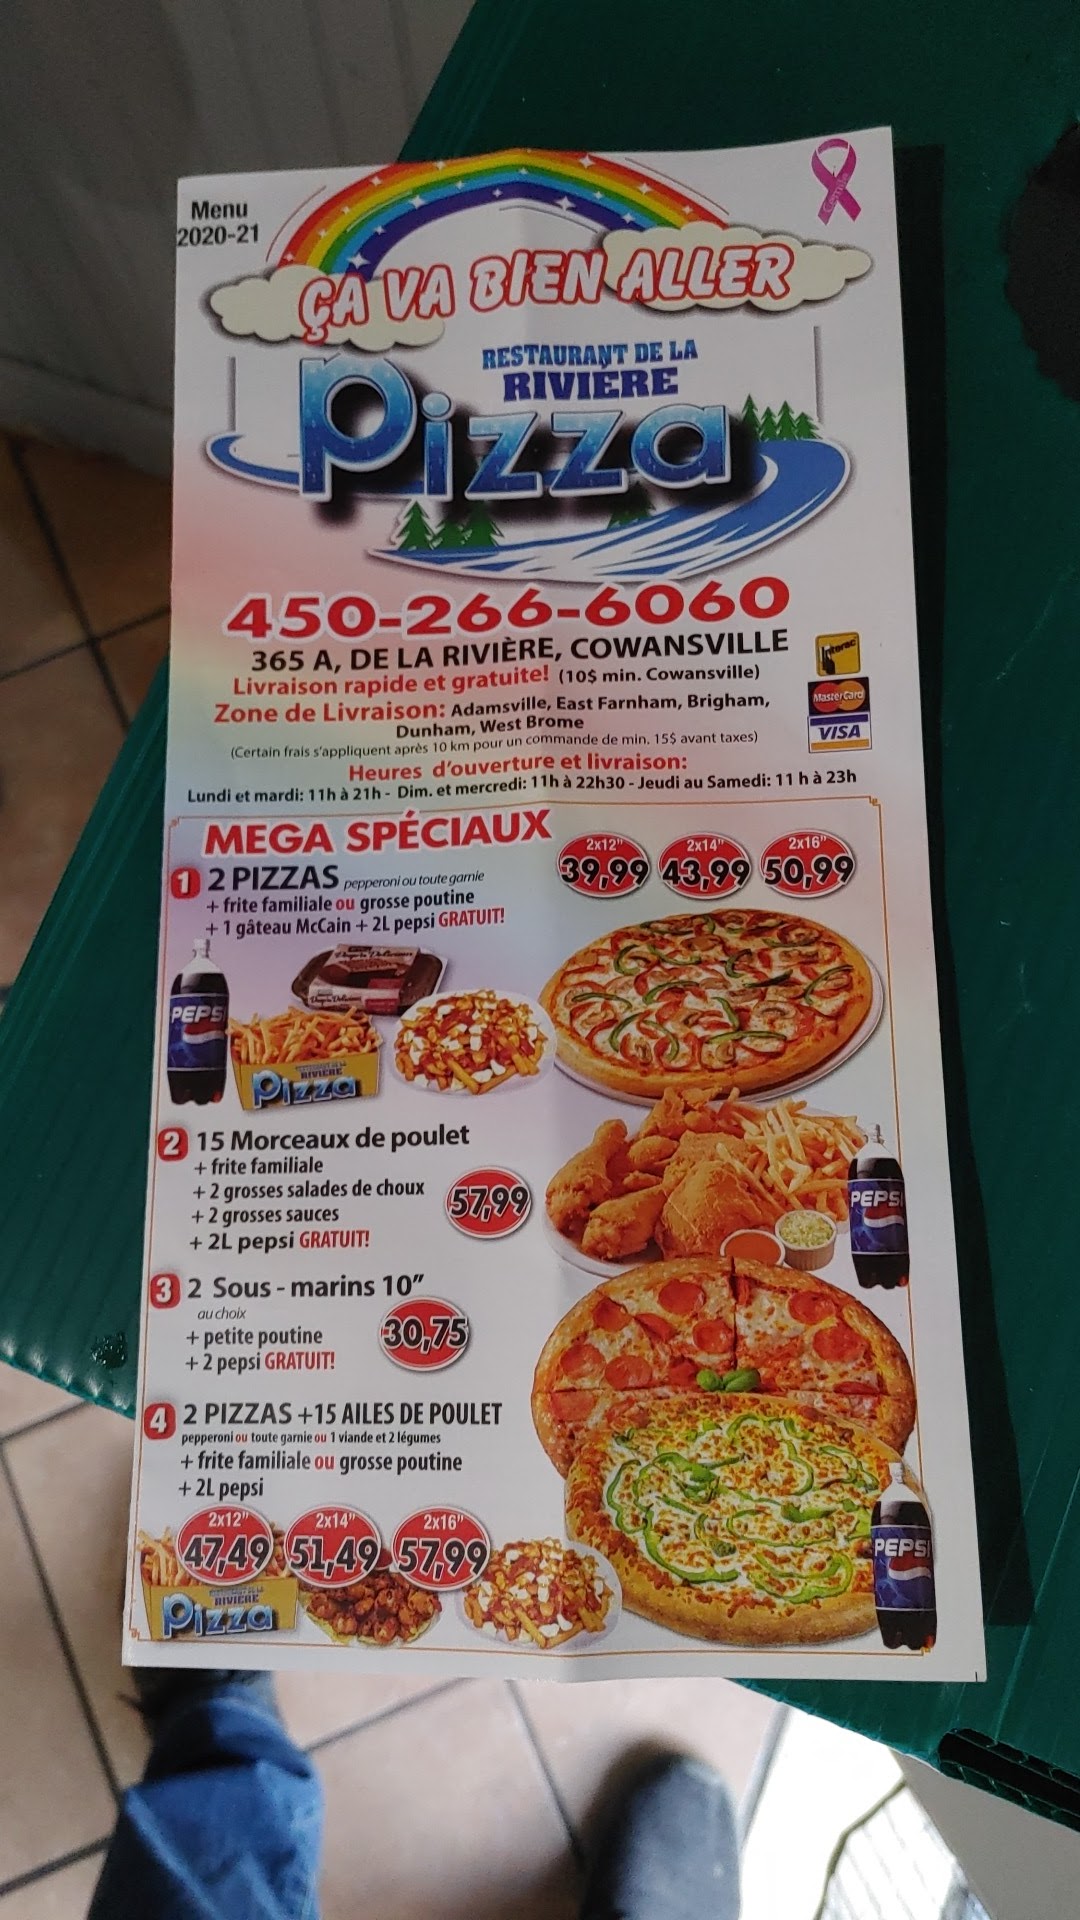 Menu
2020-21
ÇA VA BIEN ALLER
RESTAURANT DE LA
RIVIÈRE
Pizza
450-266-6060
365 A, DE LA RIVIÈRE, COWANSVILLE
Livraison rapide et gratuite! (10$ min. Cowansville)
Zone de Livraison: Adamsville, East Farnham, Brigham,
Dunham, West Brome
(Certain frais s'appliquent après 10 km pour un commande de min. 15$ avant taxes)
Interac
MasterCard
VISA
Heures d'ouverture et livraison:
Lundi et mardi: 11h à 21h - Dim. et mercredi: 11h à 22h30 - Jeudi au Samedi: 11 h à 23h
MEGA SPÉCIAUX
2x12" 39,99
2x14" 43,99
2x16" 50,99
1 2 PIZZAS pepperoni ou toute garnie
+ frite familiale ou grosse poutine
+ 1 gâteau McCain + 2L pepsi GRATUIT!
PEPSI
RESTAURANT DE LA
RIVIÈRE
Pizza
2 15 Morceaux de poulet
+ frite familiale
+ 2 grosses salades de choux
+ 2 grosses sauces
+ 2L pepsi GRATUIT!
57,99
PEPSI
3 2 Sous - marins 10"
au choix
+ petite poutine
+ 2 pepsi GRATUIT!
30,75
4 2 PIZZAS +15 AILES DE POULET
pepperoni ou toute garnie ou 1 viande et 2 légumes
+ frite familiale ou grosse poutine
+ 2L pepsi
2x12" 47,49
2x14" 51,49
2x16" 57,99
PEPSI
RESTAURANT DE LA
RIVIÈRE
Pizza